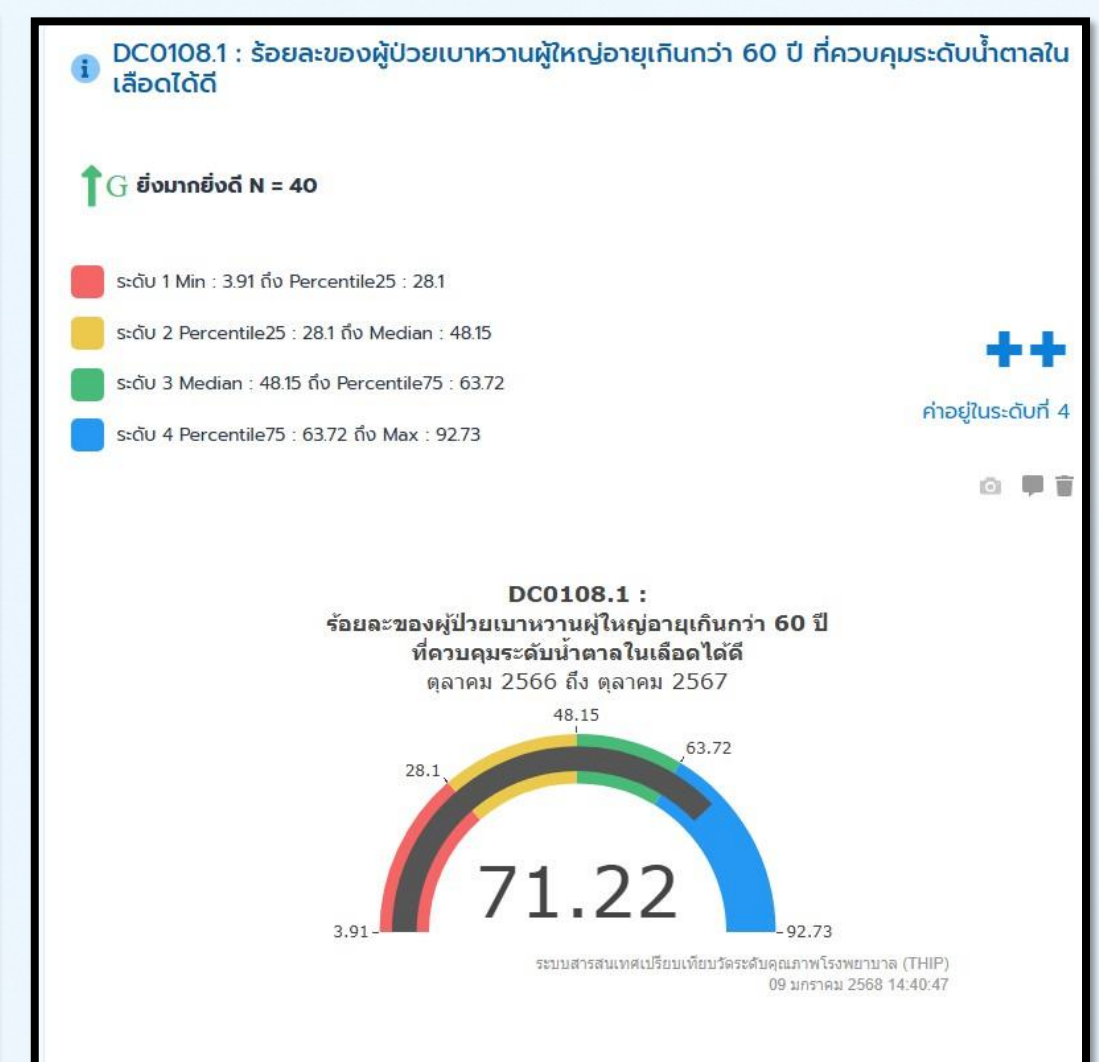 DC0108.1 : ร้อยละของผู้ป่วยเบาหวานผู้ใหญ่อายุเกินกว่า 60 ปี ที่ควบคุมระดับน้ำตาลใน
เลือดได้ดี
G ยิ่งมากยิ่งดี N = 40
ระดับ 1 Min : 3.91 ถึง Percentile25 : 28.1
ระดับ 2 Percentile25 : 28.1 ถึง Median : 48.15
ระดับ 3 Median : 48.15 ถึง Percentile75 : 63.72
ระดับ 4 Percentile75 : 63.72 ถึง Max : 92.73
++
ค่าอยู่ในระดับที่ 4
DC0108.1 :
ร้อยละของผู้ป่วยเบาหวานผู้ใหญ่อายุเกินกว่า 60 ปี
ที่ควบคุมระดับน้ำตาลในเลือดได้ดี
ตุลาคม 2566 ถึง ตุลาคม 2567
48.15
63.72
28.1
71.22
3.91
92.73
ระบบสารสนเทศเปรียบเทียบวัดระดับคุณภาพโรงพยาบาล (THIP)
09 มกราคม 2568 14:40:47